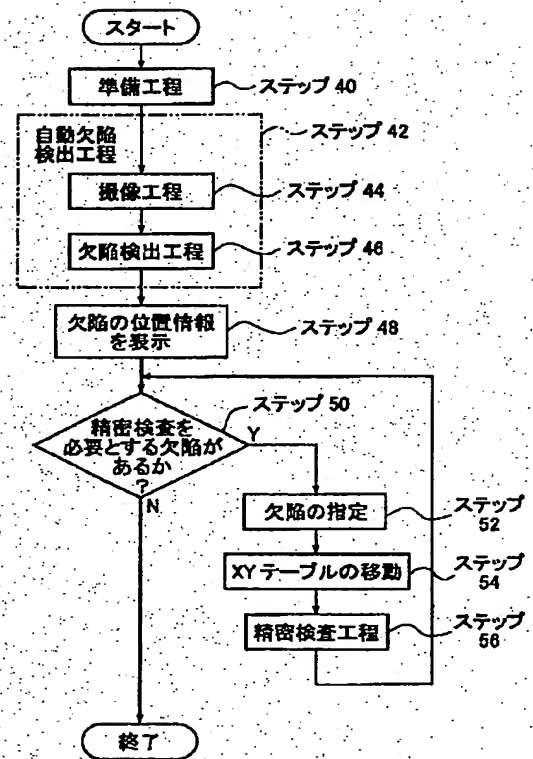 スタート
準備工程
ステップ 40
自動欠陥
検出工程
ステップ 42
撮像工程
ステップ 44
欠陥検出工程
ステップ 46
欠陥の位置情報
を表示
ステップ 48
ステップ 50
精密検査を
必要とする欠陥が
あるか
?
Y
N
欠陥の指定
ステップ
52
XYテーブルの移動
ステップ
54
精密検査工程
ステップ
56
終了